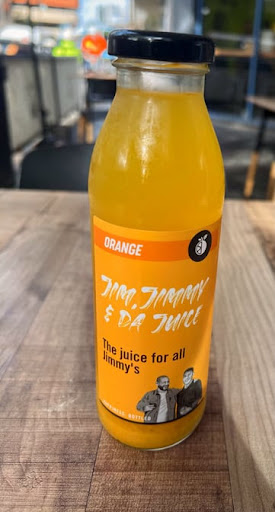 ORANGE
JIM, JIMMY
& DA JUICE
The juice for all
Jimmy's